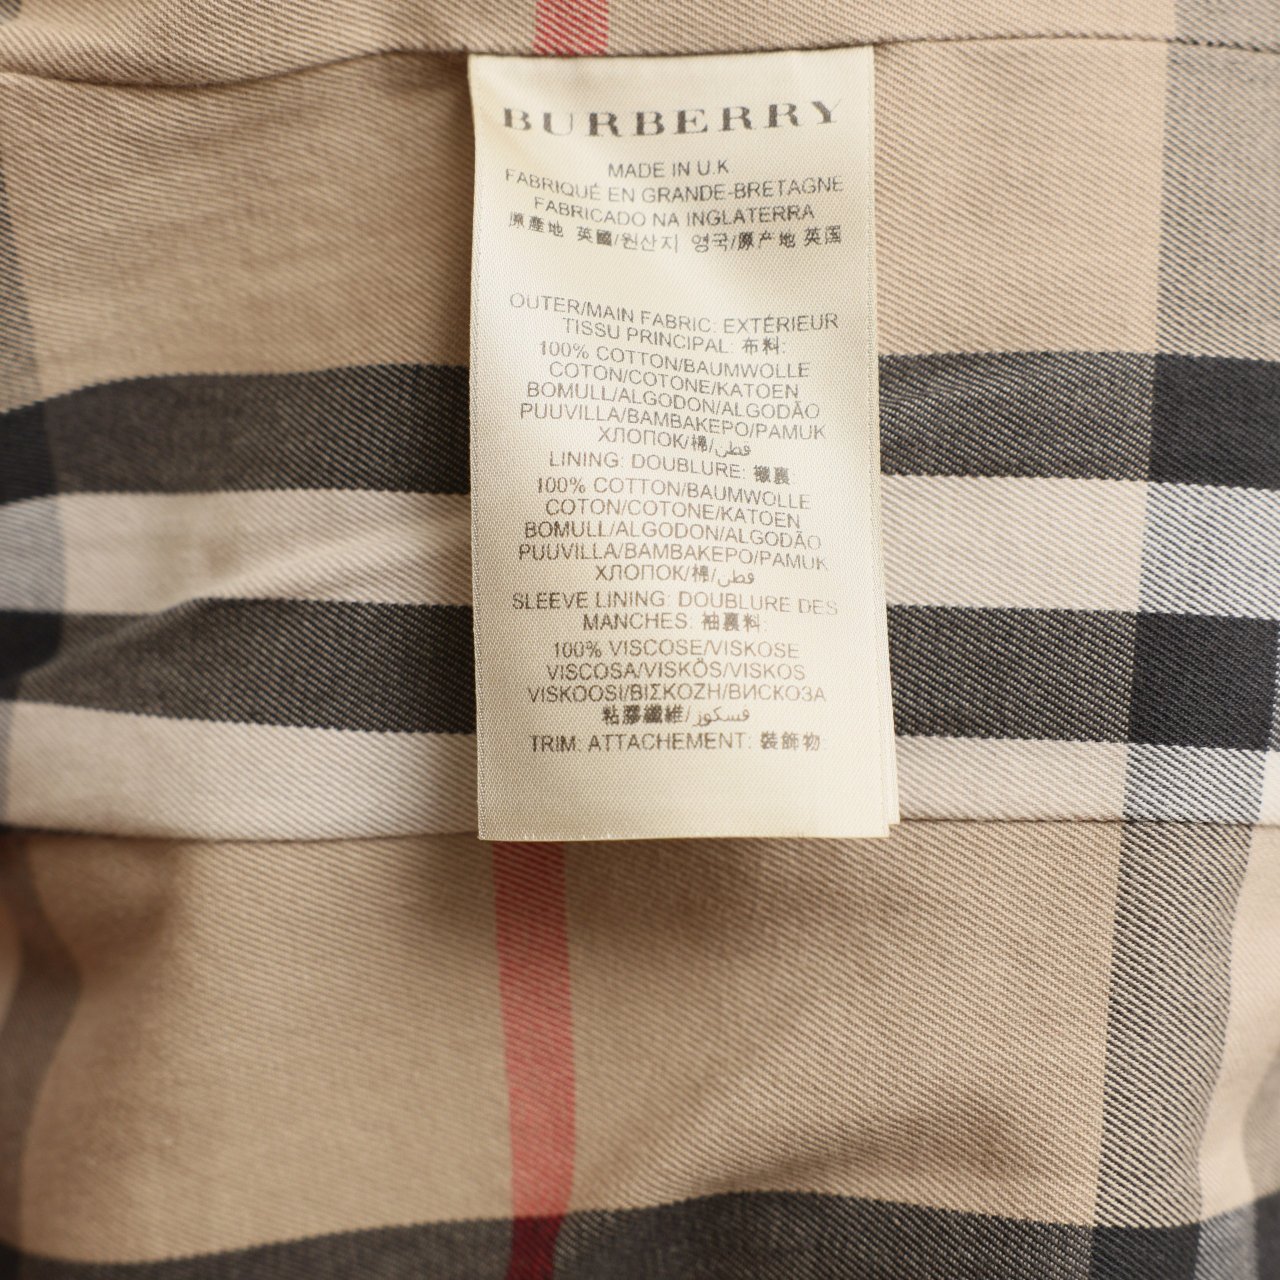 BURBERRY
MADE IN U.K
FABRIQUÉ EN GRANDE-BRETAGNE
FABRICADO NA INGLATERRA
原產地 英國/원산지 영국/原产地 英国
OUTER/MAIN FABRIC: EXTÉRIEUR
TISSU PRINCIPAL: 布料:
100% COTTON/BAUMWOLLE
COTON/COTONE/KATOEN
BOMULL/ALGODON/ALGODÃO
PUUVILLA/BAMBAKEPO/PAMUK
ХЛОПОК/棉/قطن
LINING: DOUBLURE: 襯裏
100% COTTON/BAUMWOLLE
COTON/COTONE/KATOEN
BOMULL/ALGODON/ALGODÃO
PUUVILLA/BAMBAKEPO/PAMUK
ХЛОПОК/棉/قطن
SLEEVE LINING: DOUBLURE DES
MANCHES: 袖裏料:
100% VISCOSE/VISKOSE
VISCOSA/VISKÖS/VISKOS
VISKOOSI/ΒΙΣΚΟΖΗ/ВИСКОЗА
粘膠纖維/فسكوز
TRIM: ATTACHEMENT: 裝飾物: